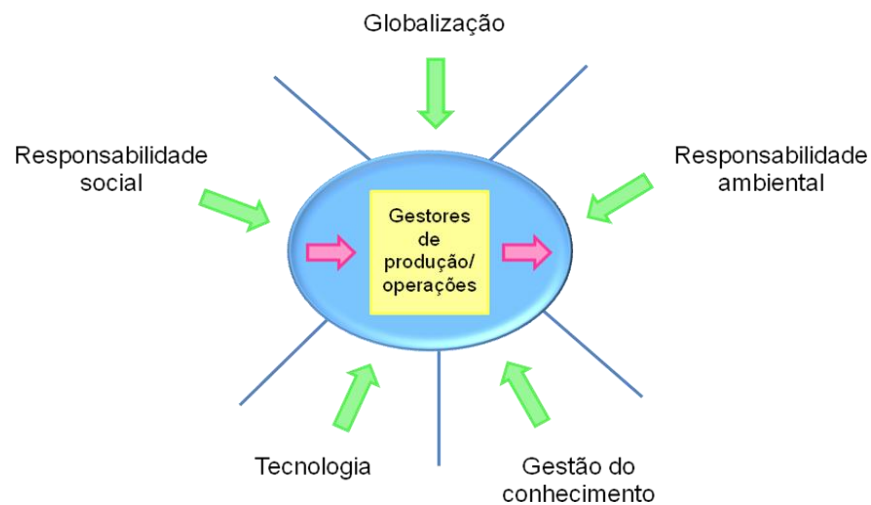 Globalização
Responsabilidade
social
Responsabilidade
ambiental
Gestores
de
produção/
operações
Tecnologia
Gestão do
conhecimento